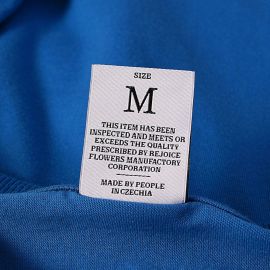 SIZE
M
THIS ITEM HAS BEEN
INSPECTED AND MEETS OR
EXCEEDS THE QUALITY
PRESCRIBED BY REJOICE
FLOWERS MANUFACTORY
CORPORATION
MADE BY PEOPLE
IN CZECHIA